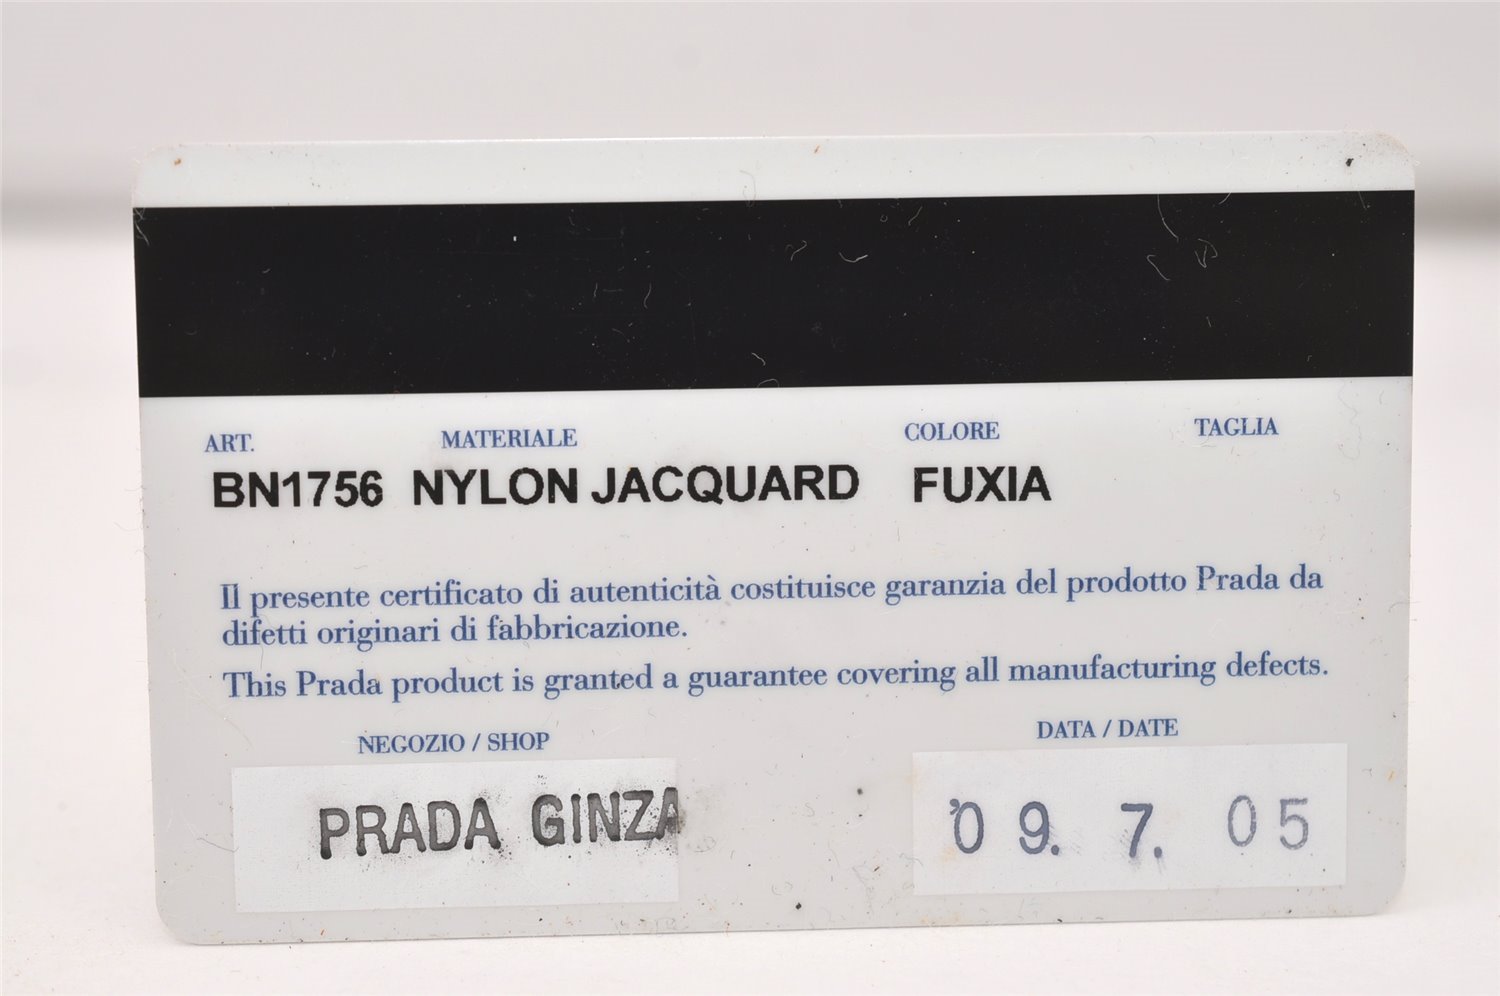 ART. MATERIALE COLORE TAGLIA
BN1756 NYLON JACQUARD FUXIA
Il presente certificato di autenticità costituisce garanzia del prodotto Prada da
difetti originari di fabbricazione.
This Prada product is granted a guarantee covering all manufacturing defects.
NEGOZIO / SHOP DATA / DATE
PRADA GINZA '09. 7. 05